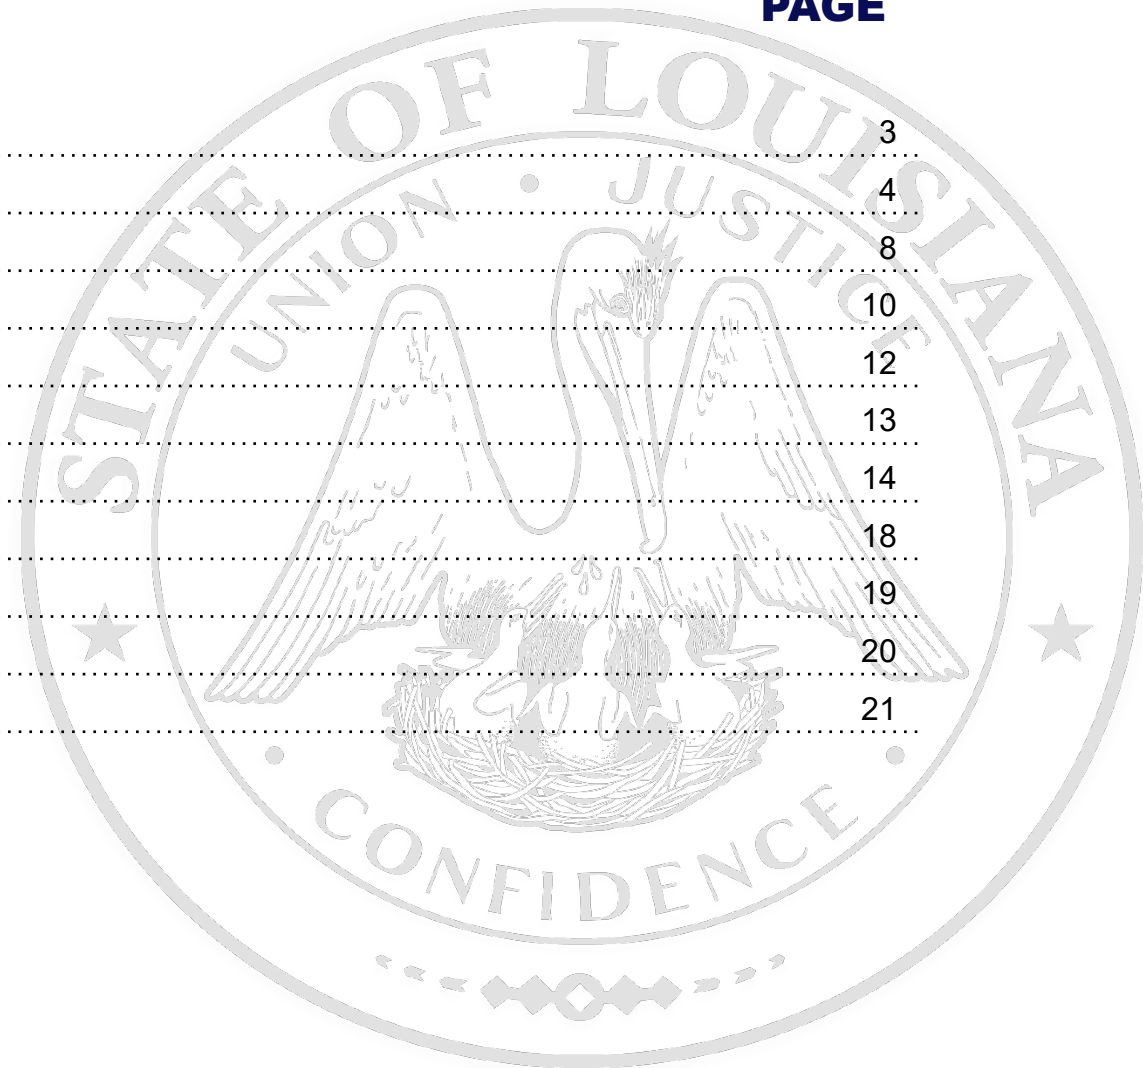 PAGE
STATE OF LOUISIANA
UNION • JUSTICE
CONFIDENCE
3
4
8
10
12
13
14
18
19
20
21